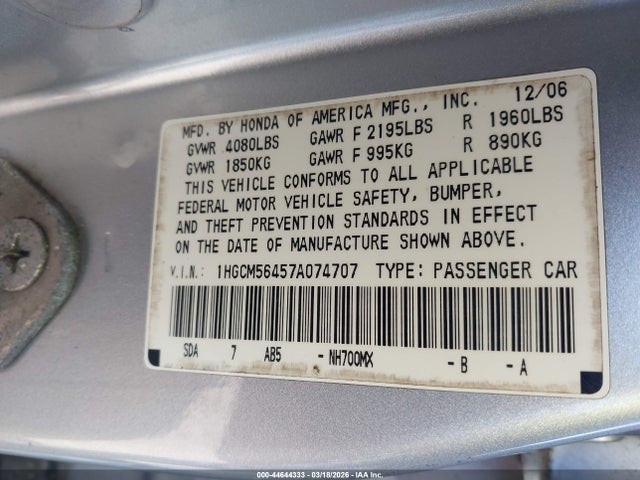 MFD. BY HONDA OF AMERICA MFG., INC. 12/06
GVWR 4080LBS GAWR F 2195LBS R 1960LBS
GVWR 1850KG GAWR F 995KG R 890KG
THIS VEHICLE CONFORMS TO ALL APPLICABLE
FEDERAL MOTOR VEHICLE SAFETY, BUMPER,
AND THEFT PREVENTION STANDARDS IN EFFECT
ON THE DATE OF MANUFACTURE SHOWN ABOVE.
V.I.N.: 1HGCM56457A074707 TYPE: PASSENGER CAR
SDA 7 AB5 - NH700MX - B - A
000-44644333 - 03/18/2026 - IAA Inc.